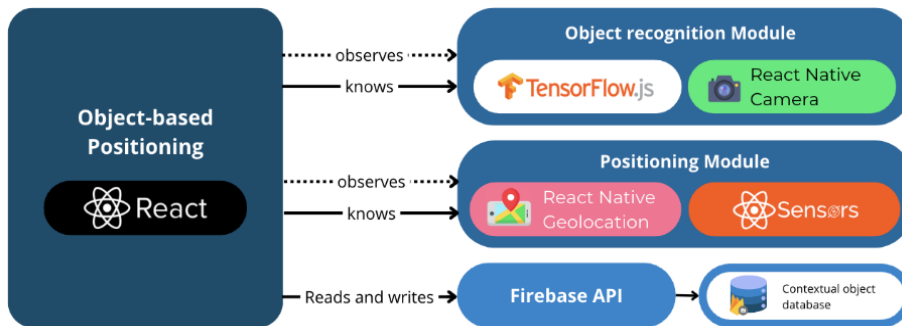 Object-based
Positioning
React
observes
knows
observes
knows
Reads and writes
Object recognition Module
TensorFlow.js
React Native
Camera
Positioning Module
React Native
Geolocation
Sensors
Firebase API
Contextual object
database